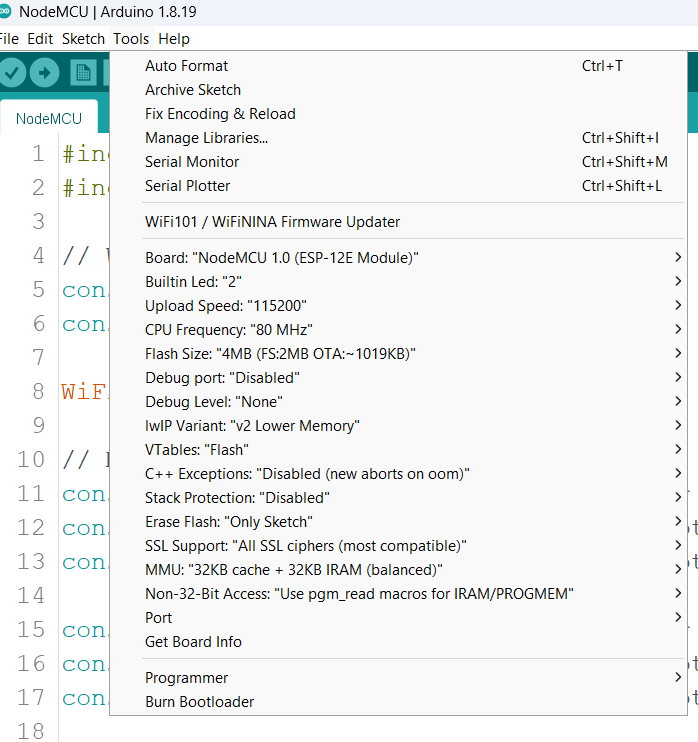 NodeMCU | Arduino 1.8.19
File Edit Sketch Tools Help
NodeMCU
Auto Format Ctrl+T
Archive Sketch
Fix Encoding & Reload
Manage Libraries... Ctrl+Shift+I
Serial Monitor Ctrl+Shift+M
Serial Plotter Ctrl+Shift+L
WiFi101 / WiFiNINA Firmware Updater
Board: "NodeMCU 1.0 (ESP-12E Module)"
Builtin Led: "2"
Upload Speed: "115200"
CPU Frequency: "80 MHz"
Flash Size: "4MB (FS:2MB OTA:~1019KB)"
Debug port: "Disabled"
Debug Level: "None"
lwIP Variant: "v2 Lower Memory"
VTables: "Flash"
C++ Exceptions: "Disabled (new aborts on oom)"
Stack Protection: "Disabled"
Erase Flash: "Only Sketch"
SSL Support: "All SSL ciphers (most compatible)"
MMU: "32KB cache + 32KB IRAM (balanced)"
Non-32-Bit Access: "Use pgm_read macros for IRAM/PROGMEM"
Port
Get Board Info
Programmer
Burn Bootloader
1 #in
2 #in
3
4 //
5 con
6 con
7
8 WiF
9
10 //
11 con
12 con
13 con
14
15 con
16 con
17 con
18